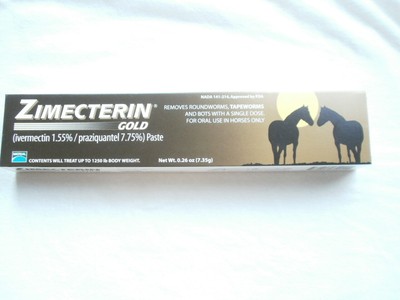 NADA 141-214, Approved by FDA
ZIMECTERIN®
GOLD
(ivermectin 1.55% / praziquantel 7.75%) Paste
REMOVES ROUNDWORMS, TAPEWORMS
AND BOTS WITH A SINGLE DOSE.
FOR ORAL USE IN HORSES ONLY
CONTENTS WILL TREAT UP TO 1250 lb BODY WEIGHT.
Net Wt. 0.26 oz (7.35g)